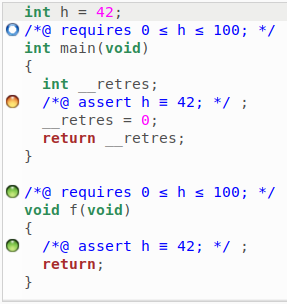 int h = 42;
/*@ requires 0 ≤ h ≤ 100; */
int main(void)
{
int __retres;
/*@ assert h ≡ 42; */ ;
__retres = 0;
return __retres;
}
/*@ requires 0 ≤ h ≤ 100; */
void f(void)
{
/*@ assert h ≡ 42; */ ;
return;
}